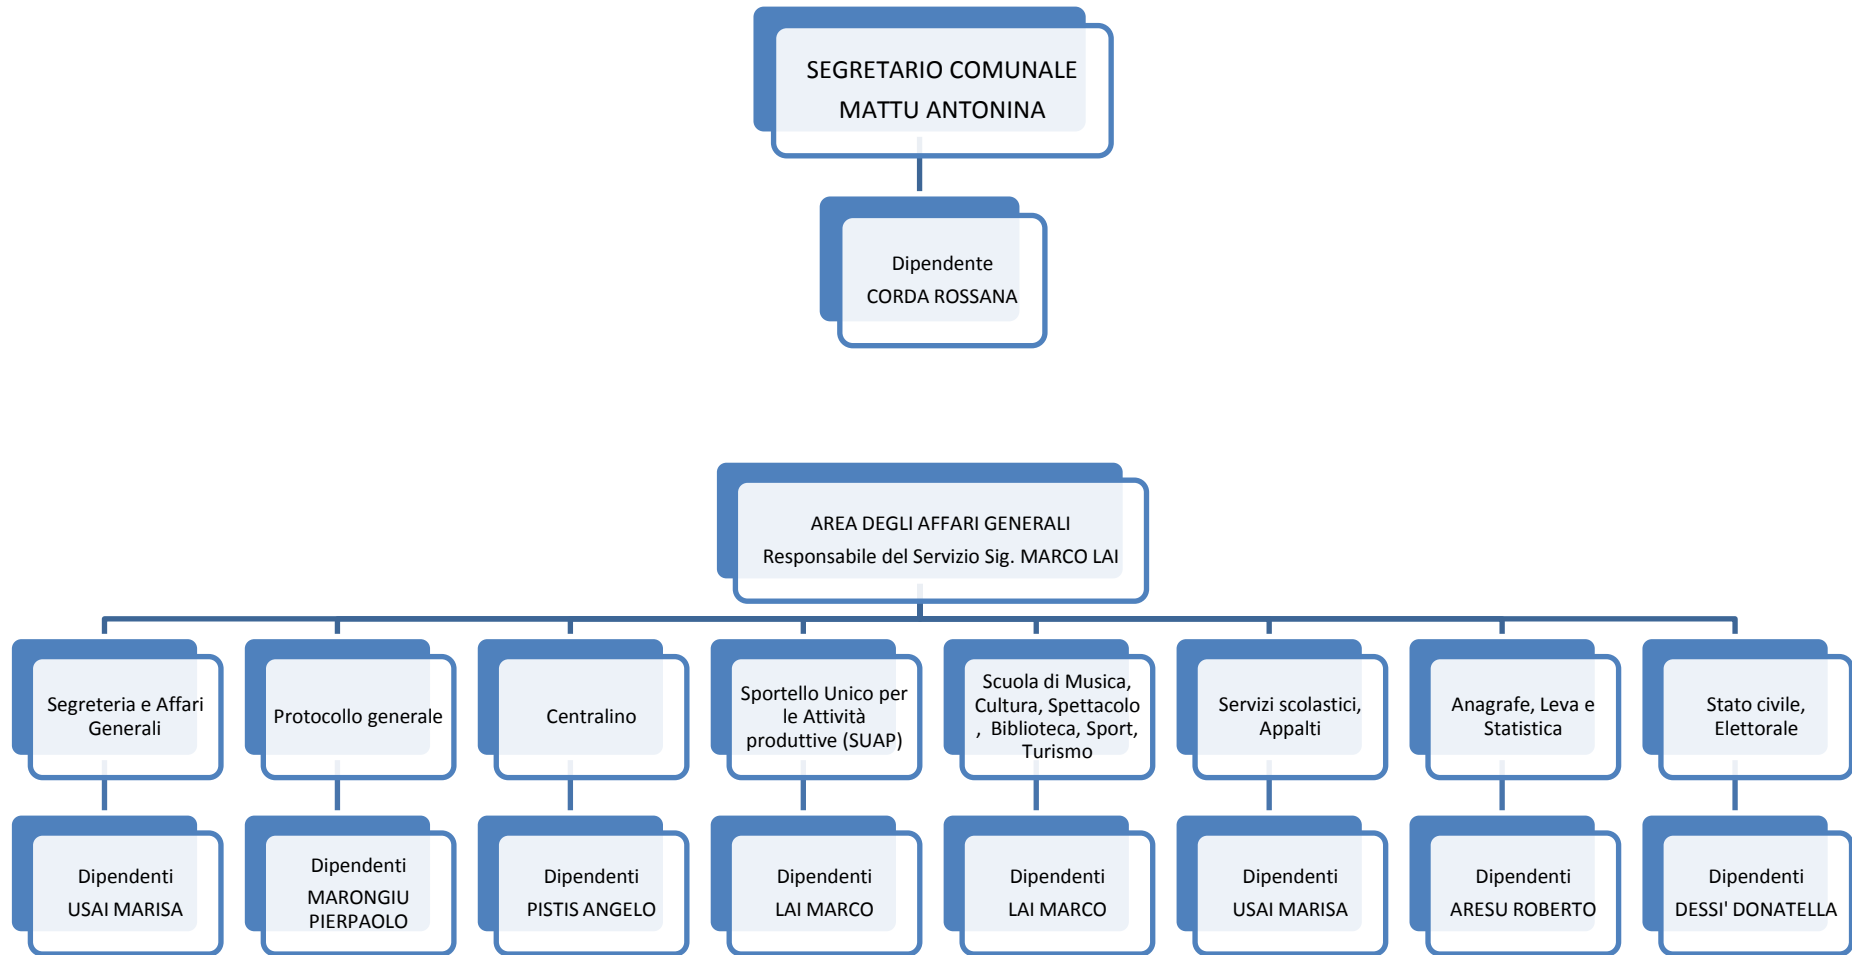 SEGRETARIO COMUNALE
MATTU ANTONINA
Dipendente
CORDA ROSSANA
AREA DEGLI AFFARI GENERALI
Responsabile del Servizio Sig. MARCO LAI
Segreteria e Affari
Generali
Protocollo generale
Centralino
Sportello Unico per
le Attività
produttive (SUAP)
Scuola di Musica,
Cultura, Spettacolo
, Biblioteca, Sport,
Turismo
Servizi scolastici,
Appalti
Anagrafe, Leva e
Statistica
Stato civile,
Elettorale
Dipendenti
USAI MARISA
Dipendenti
MARONGIU
PIERPAOLO
Dipendenti
PISTIS ANGELO
Dipendenti
LAI MARCO
Dipendenti
LAI MARCO
Dipendenti
USAI MARISA
Dipendenti
ARESU ROBERTO
Dipendenti
DESSI' DONATELLA